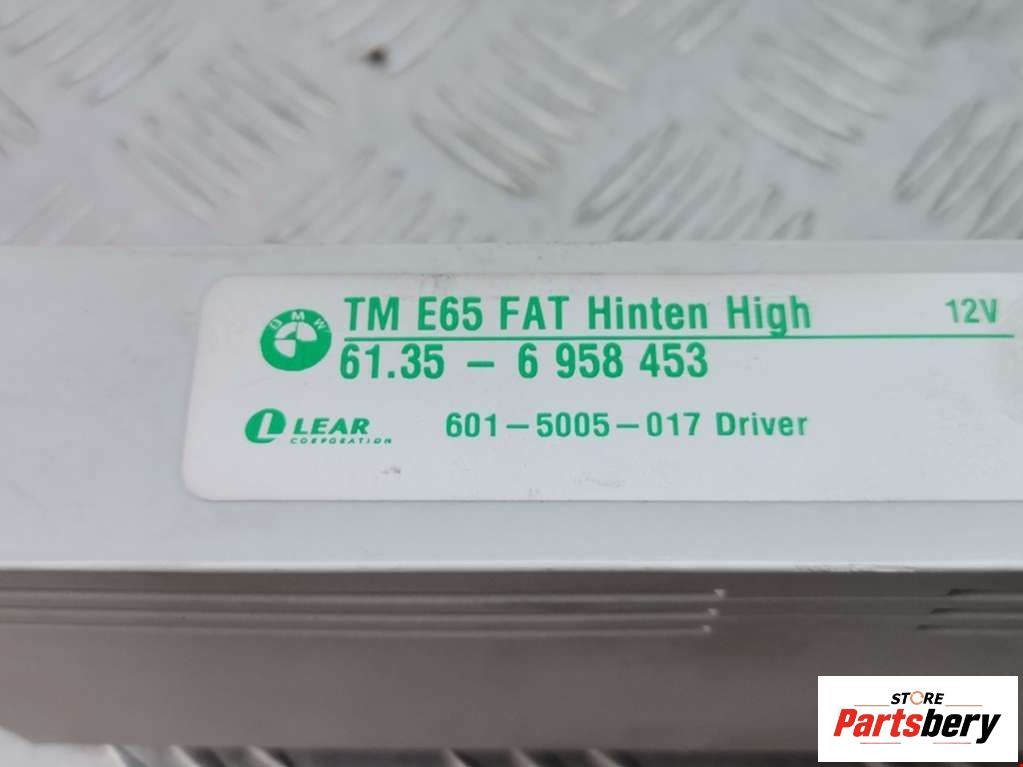 BMW
TM E65 FAT Hinten High 12V
61.35 - 6 958 453
LEAR
CORPORATION
601-5005-017 Driver
STORE
Partsbery